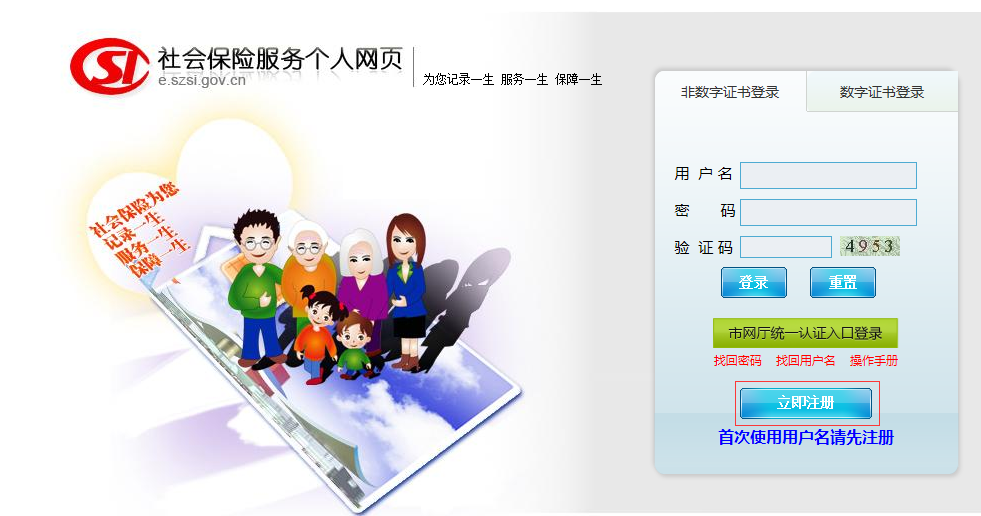 SI
社会保险服务个人网页
e.szsi.gov.cn
为您记录一生 服务一生 保障一生
社会保险为您
记录一生
服务一生
保障一生
非数字证书登录
数字证书登录
用 户 名
密 码
验 证 码
4953
登录
重置
市网厅统一认证入口登录
找回密码 找回用户名 操作手册
立即注册
首次使用用户名请先注册